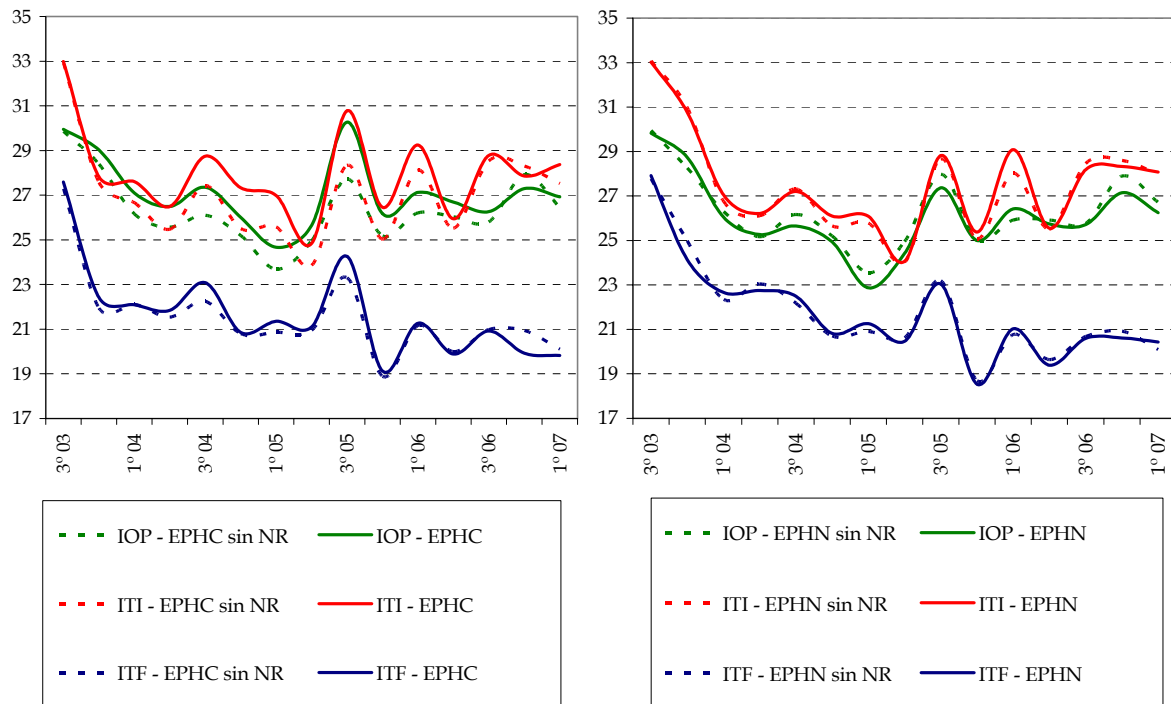 35
33
31
29
27
25
23
21
19
17
3º 03
1º 04
3º 04
1º 05
3º 05
1º 06
3º 06
1º 07
IOP - EPHC sin NR
IOP - EPHC
ITI - EPHC sin NR
ITI - EPHC
ITF - EPHC sin NR
ITF - EPHC
35
33
31
29
27
25
23
21
19
17
3º 03
1º 04
3º 04
1º 05
3º 05
1º 06
3º 06
1º 07
IOP - EPHN sin NR
IOP - EPHN
ITI - EPHN sin NR
ITI - EPHN
ITF - EPHN sin NR
ITF - EPHN